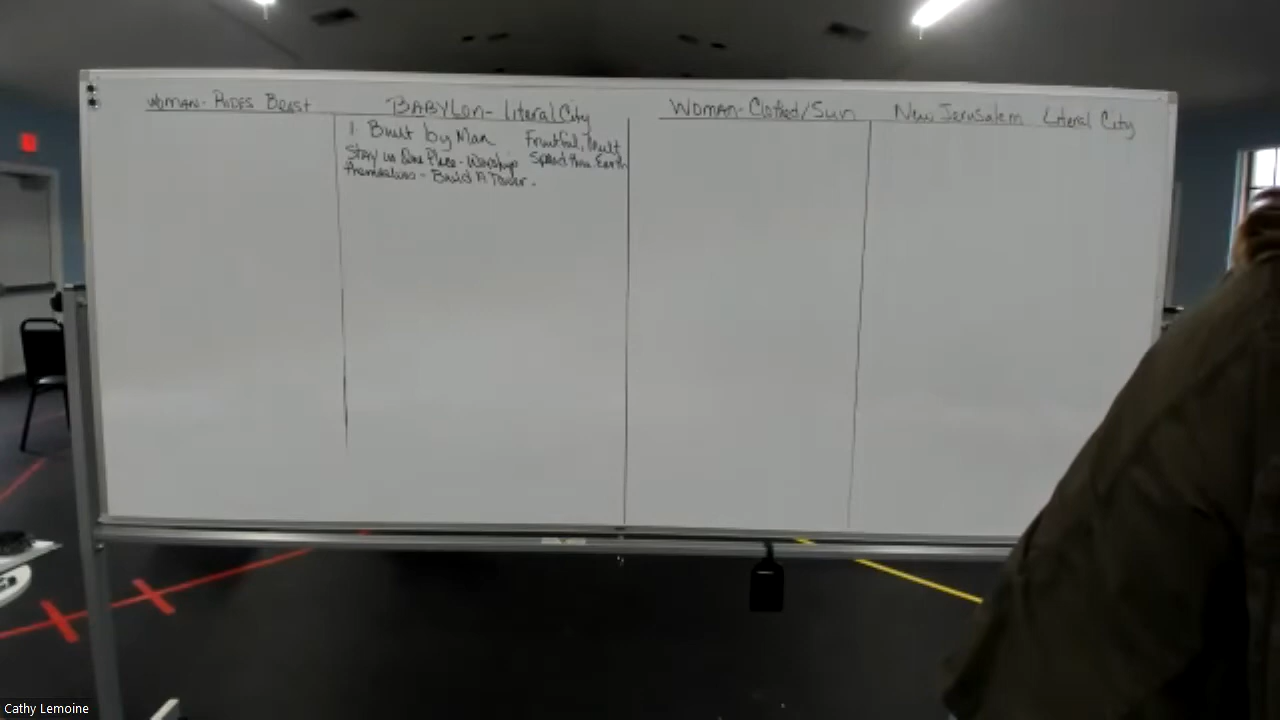 Woman- Rides Beast
BABYLON- literal City
Woman- Clothed/Sun
New Jerusalem Literal City
1 Built by Man Fruitful, Mult
Stay in One Place- Worship Spread thru Earth
themselves - Build A Tower.
Cathy Lemoine